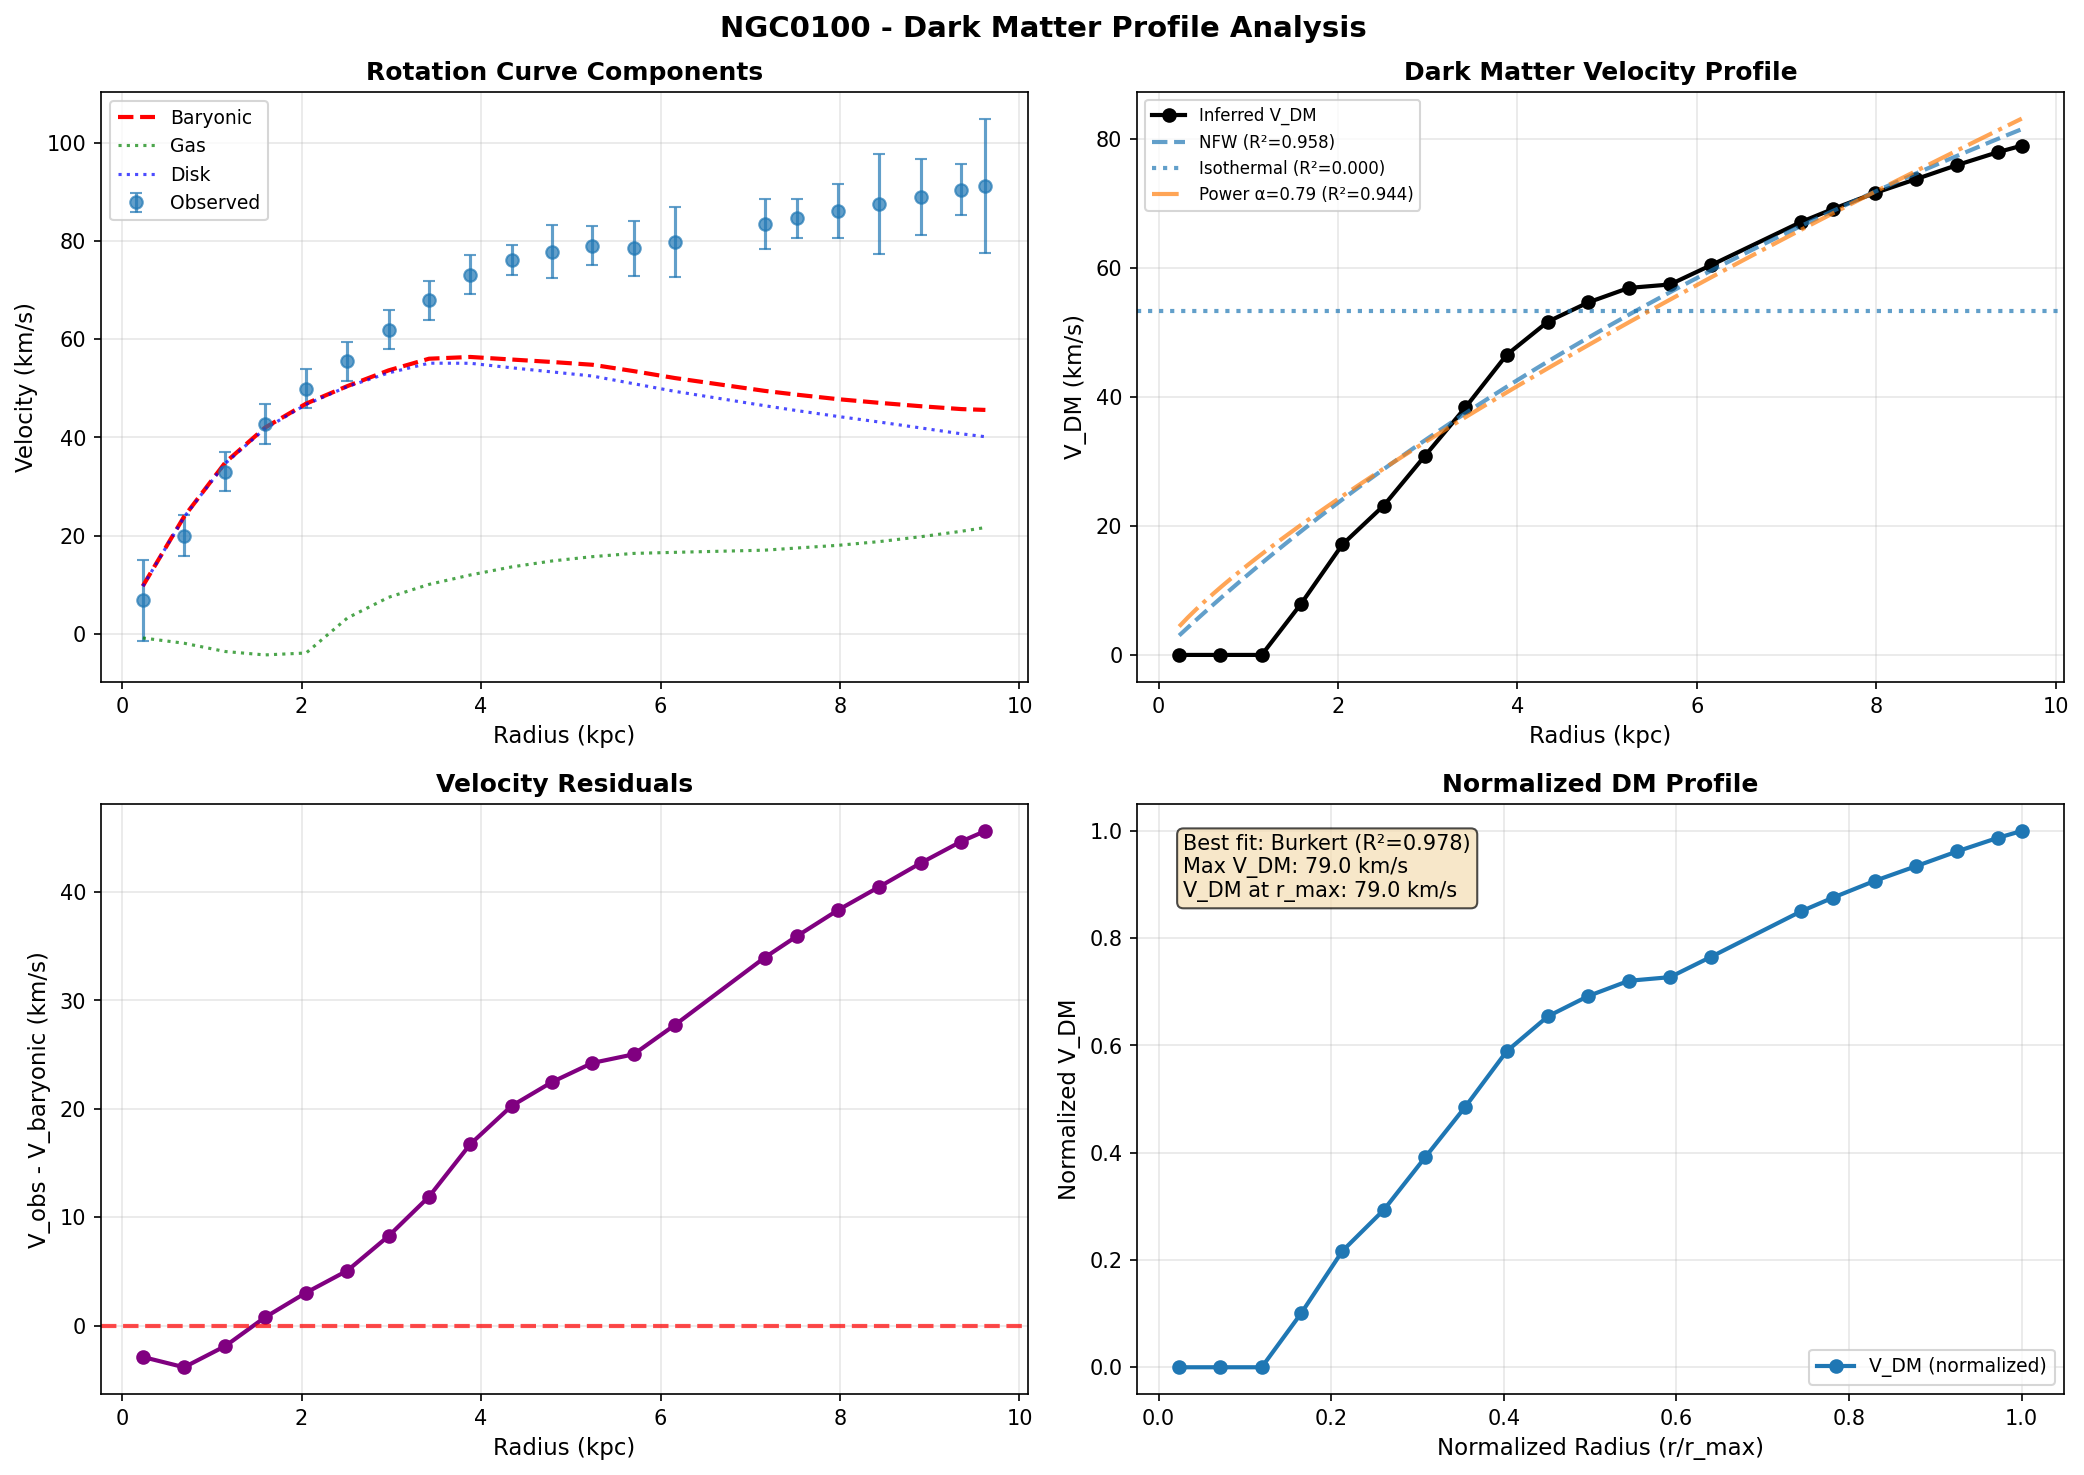 NGC0100 - Dark Matter Profile Analysis
Rotation Curve Components
Baryonic
Gas
Disk
Observed
Velocity (km/s)
100
80
60
40
20
0
0 2 4 6 8 10
Radius (kpc)
Dark Matter Velocity Profile
Inferred V_DM
NFW (R²=0.958)
Isothermal (R²=0.000)
Power α=0.79 (R²=0.944)
V_DM (km/s)
80
60
40
20
0
0 2 4 6 8 10
Radius (kpc)
Velocity Residuals
V_obs - V_baryonic (km/s)
40
30
20
10
0
0 2 4 6 8 10
Radius (kpc)
Normalized DM Profile
Best fit: Burkert (R²=0.978)
Max V_DM: 79.0 km/s
V_DM at r_max: 79.0 km/s
Normalized V_DM
1.0
0.8
0.6
0.4
0.2
0.0
V_DM (normalized)
0.0 0.2 0.4 0.6 0.8 1.0
Normalized Radius (r/r_max)